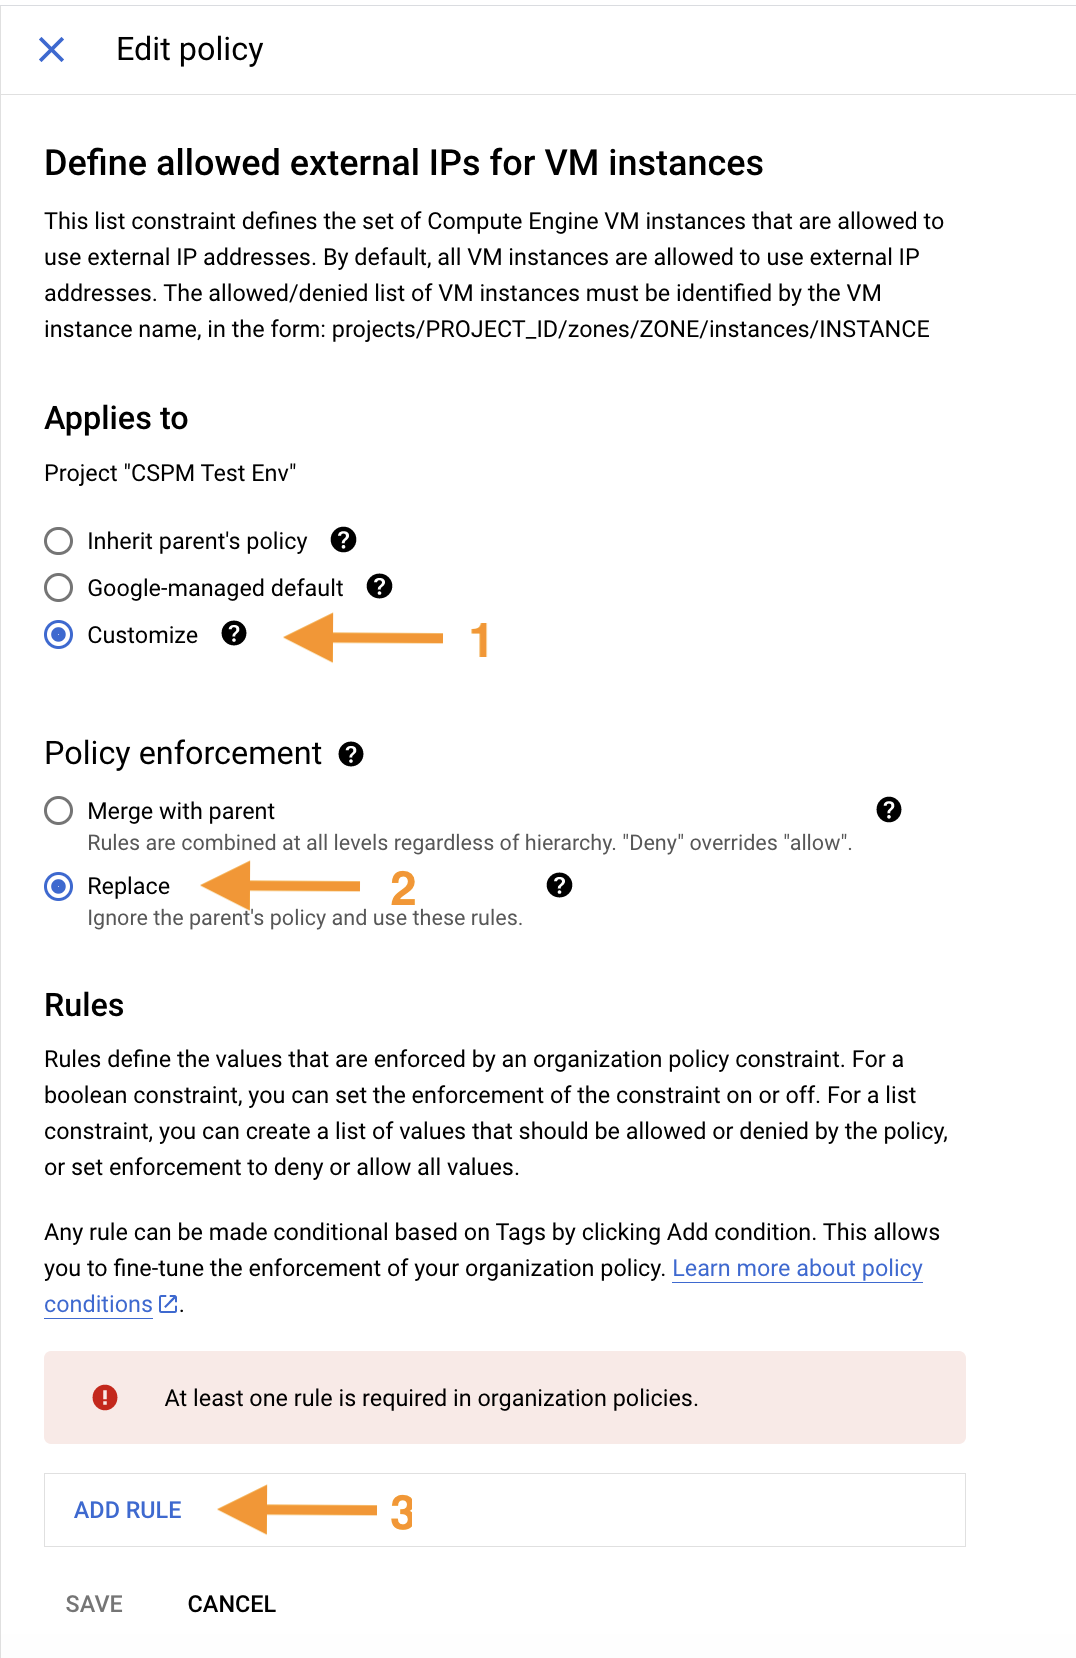 Edit policy
Define allowed external IPs for VM instances
This list constraint defines the set of Compute Engine VM instances that are allowed to
use external IP addresses. By default, all VM instances are allowed to use external IP
addresses. The allowed/denied list of VM instances must be identified by the VM
instance name, in the form: projects/PROJECT_ID/zones/ZONE/instances/INSTANCE
Applies to
Project "CSPM Test Env"
Inherit parent's policy ?
Google-managed default ?
Customize ? 1
Policy enforcement ?
Merge with parent ?
Rules are combined at all levels regardless of hierarchy. "Deny" overrides "allow".
Replace 2 ?
Ignore the parent's policy and use these rules.
Rules
Rules define the values that are enforced by an organization policy constraint. For a
boolean constraint, you can set the enforcement of the constraint on or off. For a list
constraint, you can create a list of values that should be allowed or denied by the policy,
or set enforcement to deny or allow all values.
Any rule can be made conditional based on Tags by clicking Add condition. This allows
you to fine-tune the enforcement of your organization policy. Learn more about policy
conditions.
At least one rule is required in organization policies.
ADD RULE 3
SAVE CANCEL